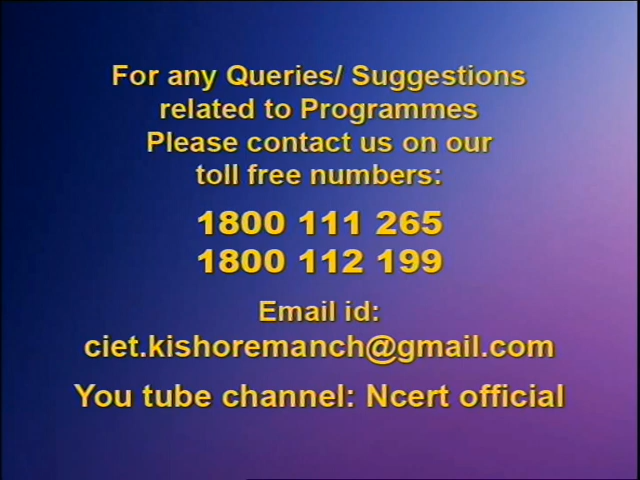 For any Queries/ Suggestions
related to Programmes
Please contact us on our
toll free numbers:
1800 111 265
1800 112 199
Email id:
ciet.kishoremanch@gmail.com
You tube channel: Ncert official